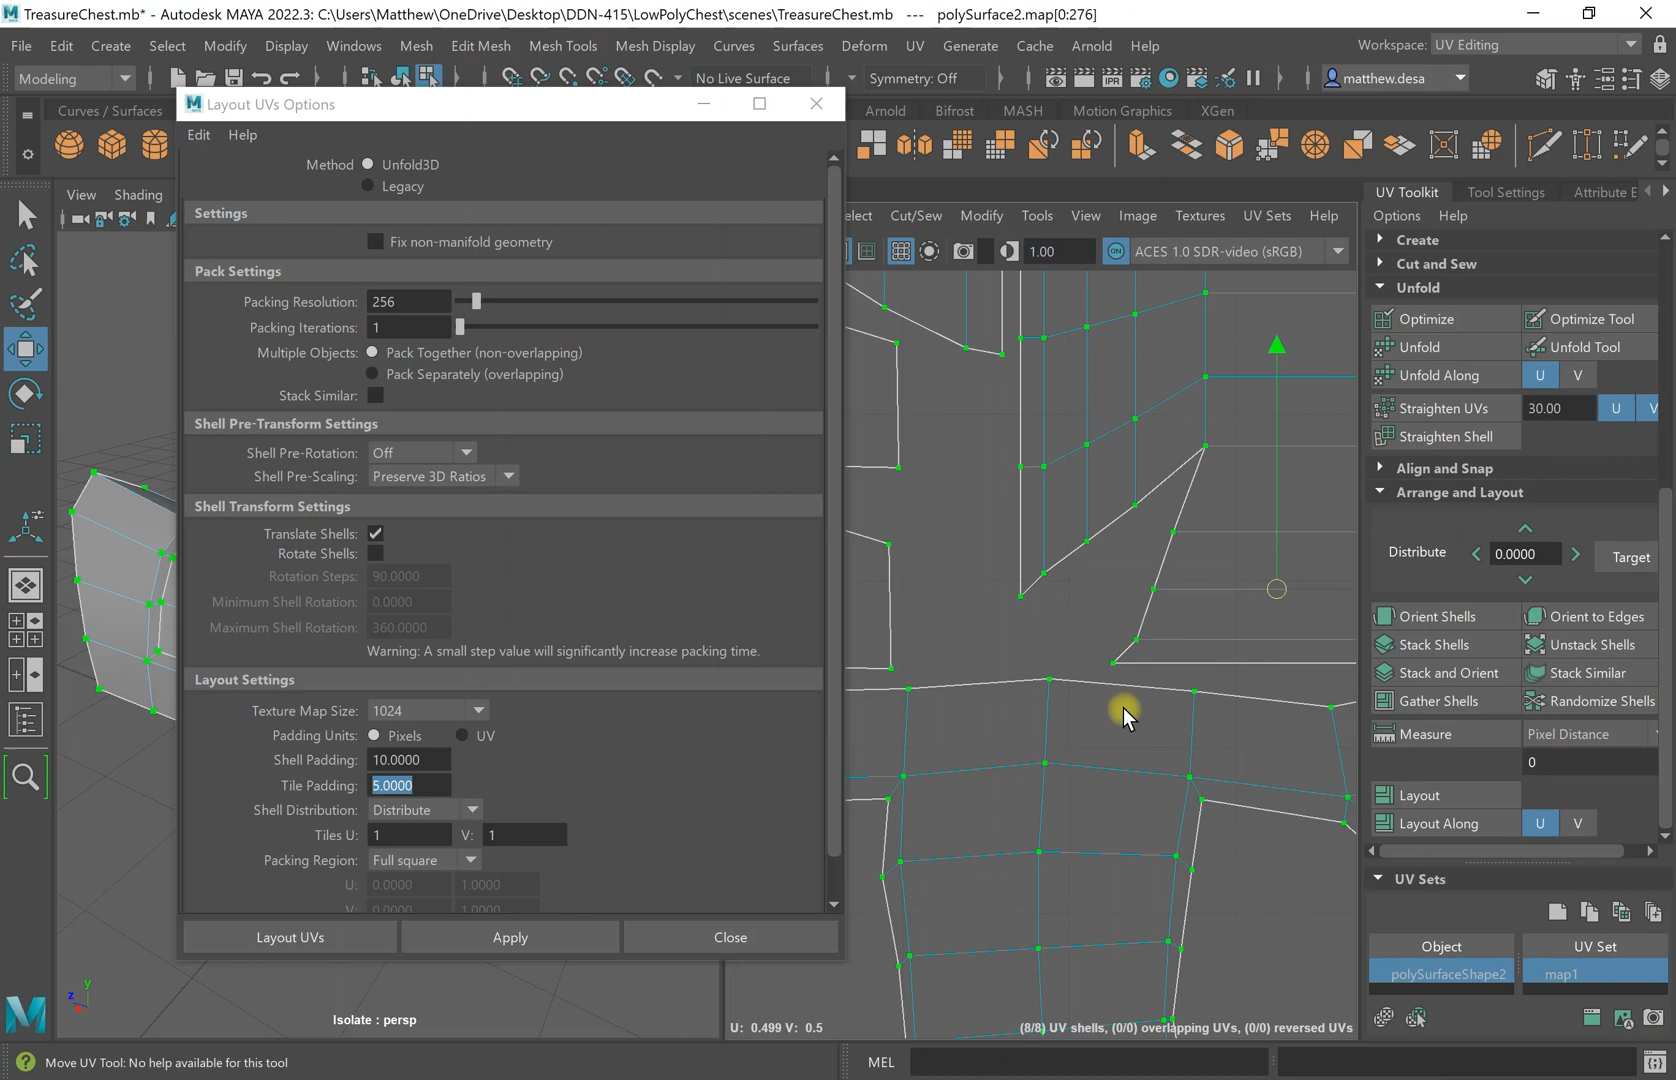 TreasureChest.mb* - Autodesk MAYA 2022.3: C:\Users\Matthew\OneDrive\Desktop\DDN-415\LowPolyChest\scenes\TreasureChest.mb --- polySurface2.map[0:276]
File Edit Create Select Modify Display Windows Mesh Edit Mesh Mesh Tools Mesh Display Curves Surfaces Deform UV Generate Cache Arnold Help Workspace: UV Editing
Modeling No Live Surface Symmetry: Off IPR matthew.desa
Curves / Surfaces Layout UVs Options Arnold Bifrost MASH Motion Graphics XGen
Edit Help
Method Unfold3D
Legacy
View Shading
Settings
Fix non-manifold geometry
Pack Settings
Packing Resolution: 256
Packing Iterations: 1
Multiple Objects: Pack Together (non-overlapping)
Pack Separately (overlapping)
Stack Similar:
Shell Pre-Transform Settings
Shell Pre-Rotation: Off
Shell Pre-Scaling: Preserve 3D Ratios
Shell Transform Settings
Translate Shells:
Rotate Shells:
Rotation Steps: 90.0000
Minimum Shell Rotation: 0.0000
Maximum Shell Rotation: 360.0000
Warning: A small step value will significantly increase packing time.
Layout Settings
Texture Map Size: 1024
Padding Units: Pixels UV
Shell Padding: 10.0000
Tile Padding: 5.0000
Shell Distribution: Distribute
Tiles U: 1 V: 1
Packing Region: Full square
U: 0.0000 1.0000
V: 0.0000 1.0000
Layout UVs Apply Close
y
z
Isolate : persp
elect Cut/Sew Modify Tools View Image Textures UV Sets Help
1.00 ON ACES 1.0 SDR-video (sRGB)
U: 0.499 V: 0.5 (8/8) UV shells, (0/0) overlapping UVs, (0/0) reversed UVs
UV Toolkit Tool Settings Attribute E
Options Help
Create
Cut and Sew
Unfold
Optimize Optimize Tool
Unfold Unfold Tool
Unfold Along U V
Straighten UVs 30.00 U V
Straighten Shell
Align and Snap
Arrange and Layout
Distribute 0.0000 Target
Orient Shells Orient to Edges
Stack Shells Unstack Shells
Stack and Orient Stack Similar
Gather Shells Randomize Shells
Measure Pixel Distance
0
Layout
Layout Along U V
UV Sets
Object UV Set
polySurfaceShape2 map1
Move UV Tool: No help available for this tool MEL